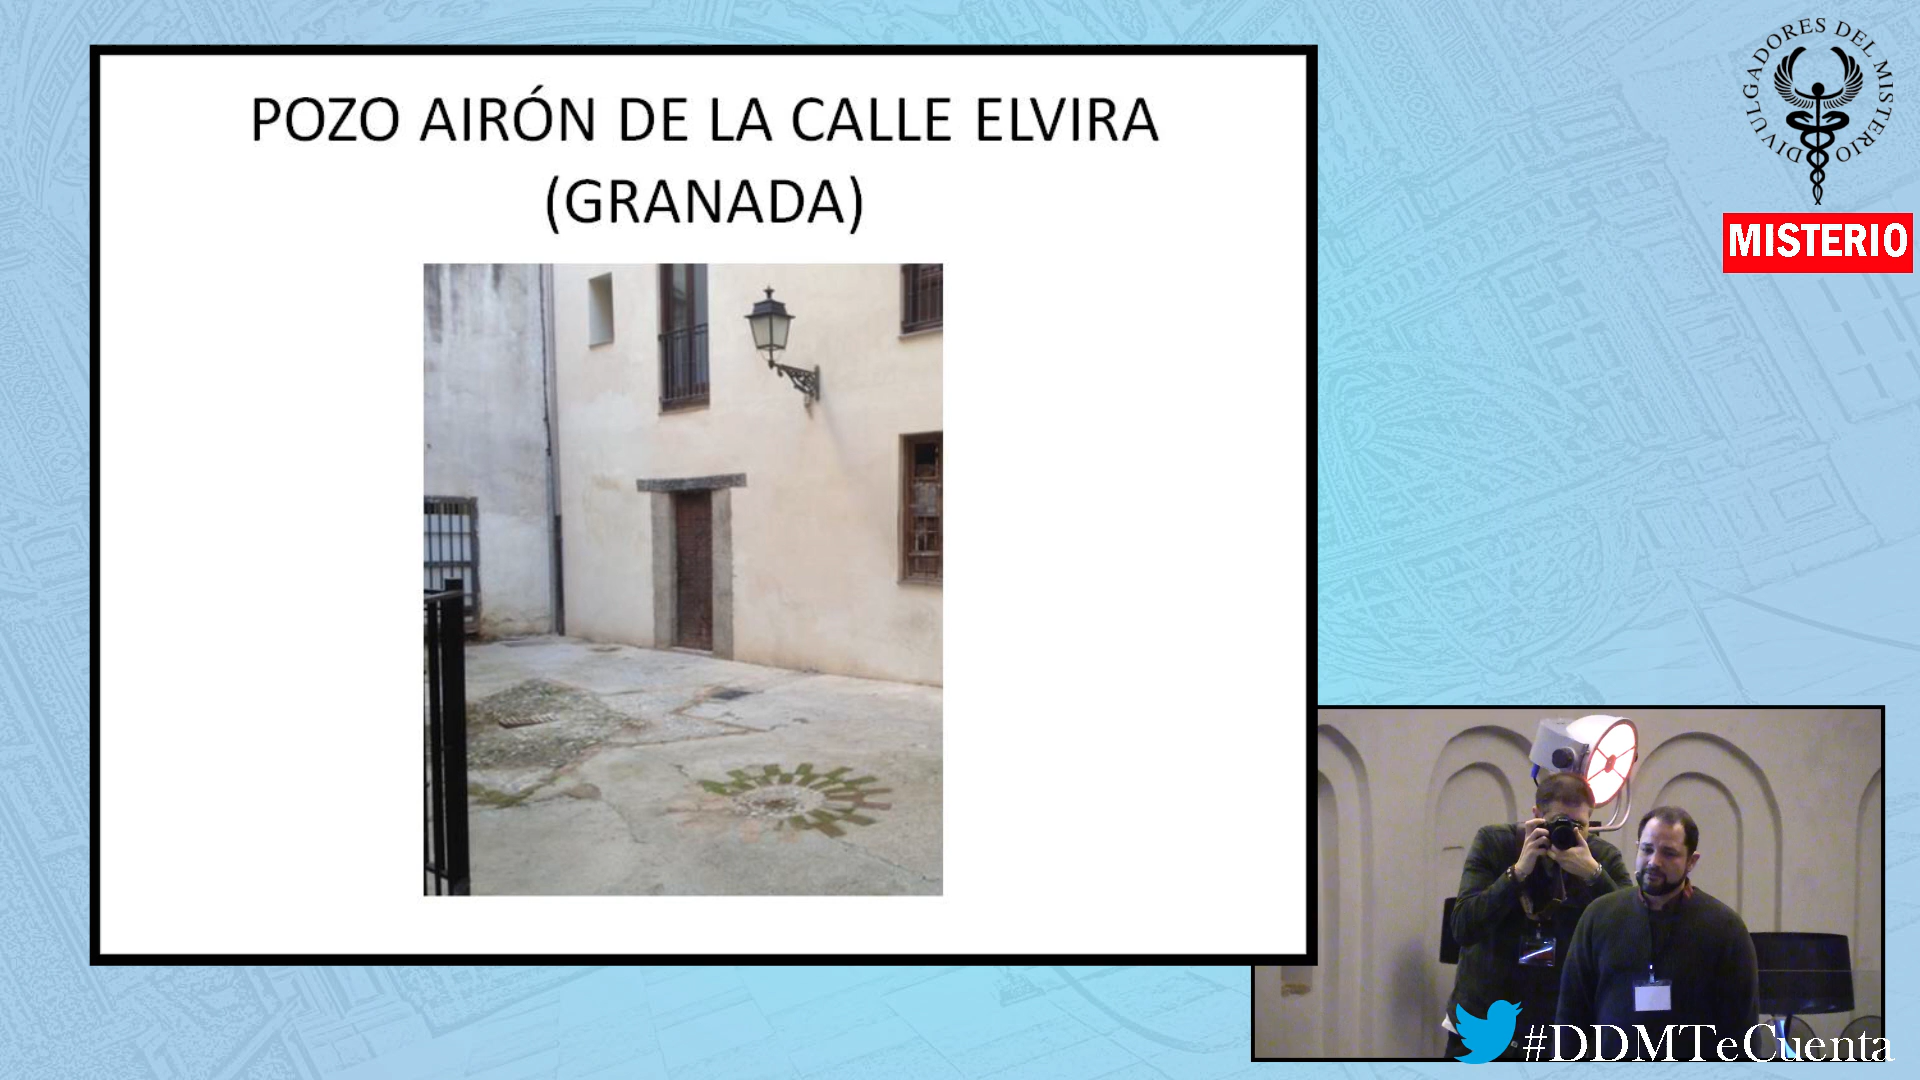 POZO AIRÓN DE LA CALLE ELVIRA
(GRANADA)
DIVULGADORES DEL MISTERIO
MISTERIO
#DDMTeCuenta